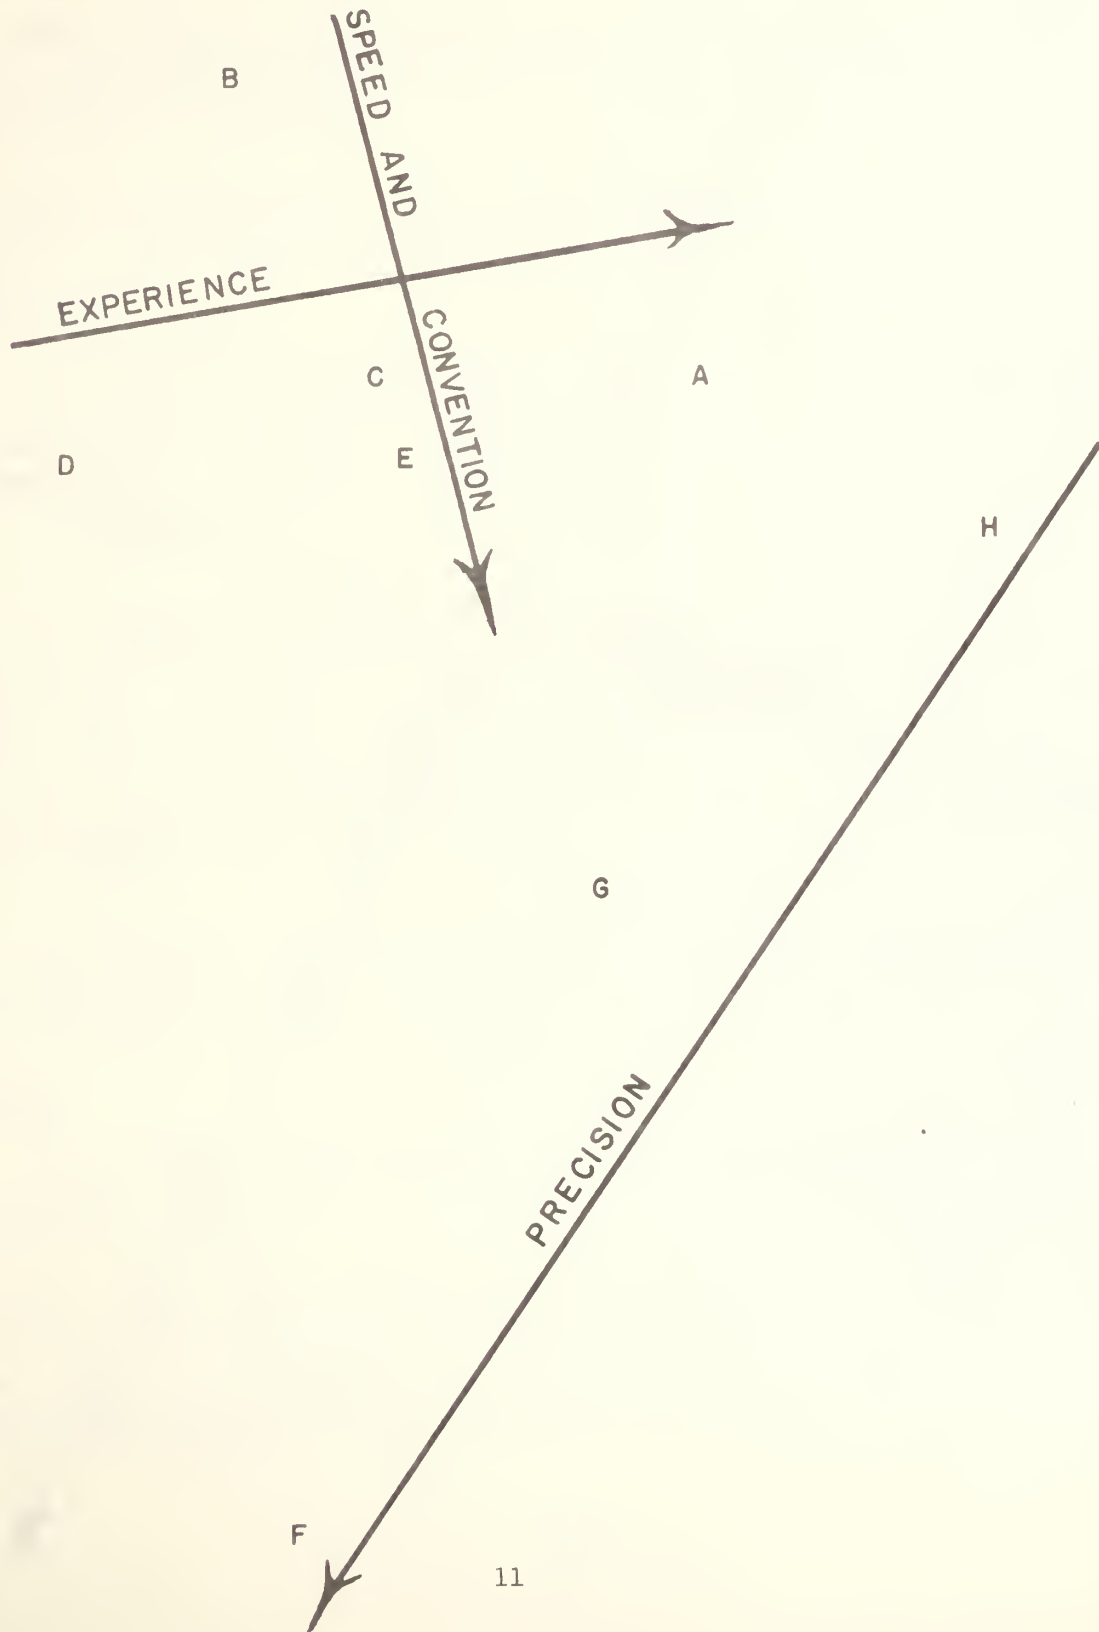 B
SPEED AND
CONVENTION
EXPERIENCE
C
A
D
E
H
G
PRECISION
F
11